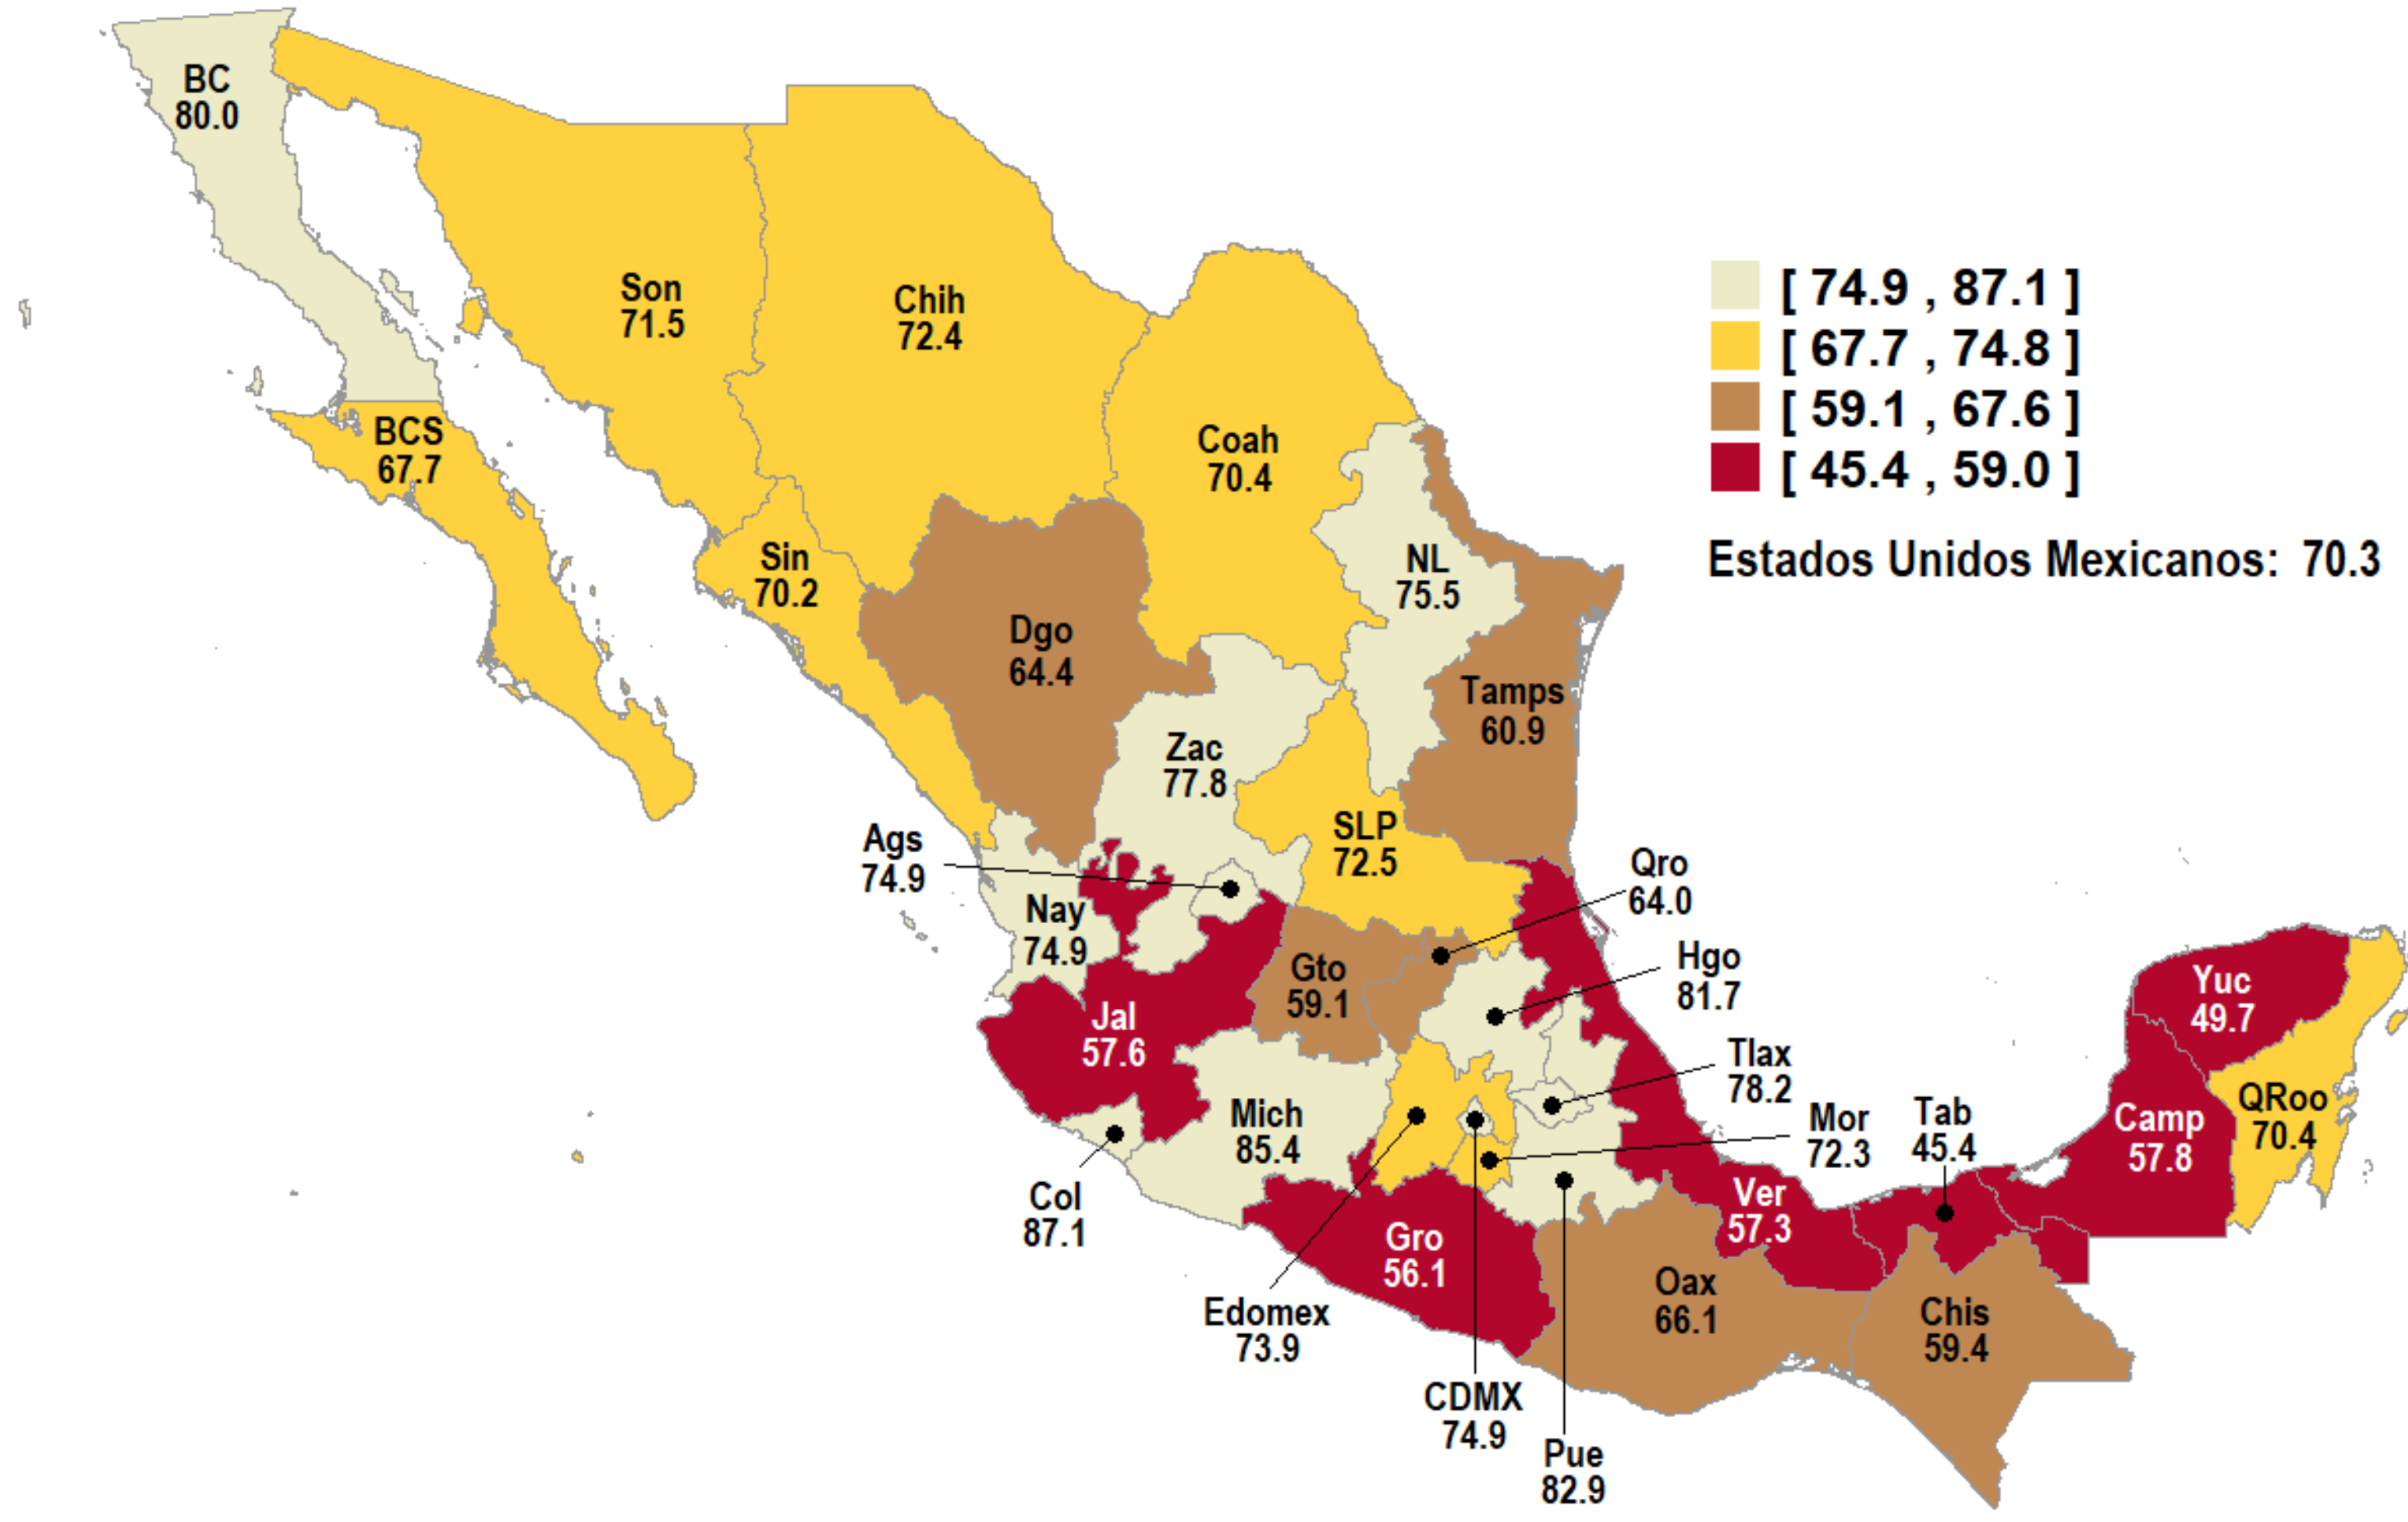 BC
80.0
BCS
67.7
Son
71.5
Chih
72.4
Coah
70.4
Sin
70.2
Dgo
64.4
NL
75.5
Tamps
60.9
Zac
77.8
SLP
72.5
Ags
74.9
Nay
74.9
Jal
57.6
Gto
59.1
Qro
64.0
Hgo
81.7
Tlax
78.2
Mor
72.3
Tab
45.4
Mich
85.4
Col
87.1
Gro
56.1
Edomex
73.9
CDMX
74.9
Pue
82.9
Ver
57.3
Oax
66.1
Chis
59.4
Camp
57.8
Yuc
49.7
QRoo
70.4
[ 74.9 , 87.1 ]
[ 67.7 , 74.8 ]
[ 59.1 , 67.6 ]
[ 45.4 , 59.0 ]
Estados Unidos Mexicanos: 70.3